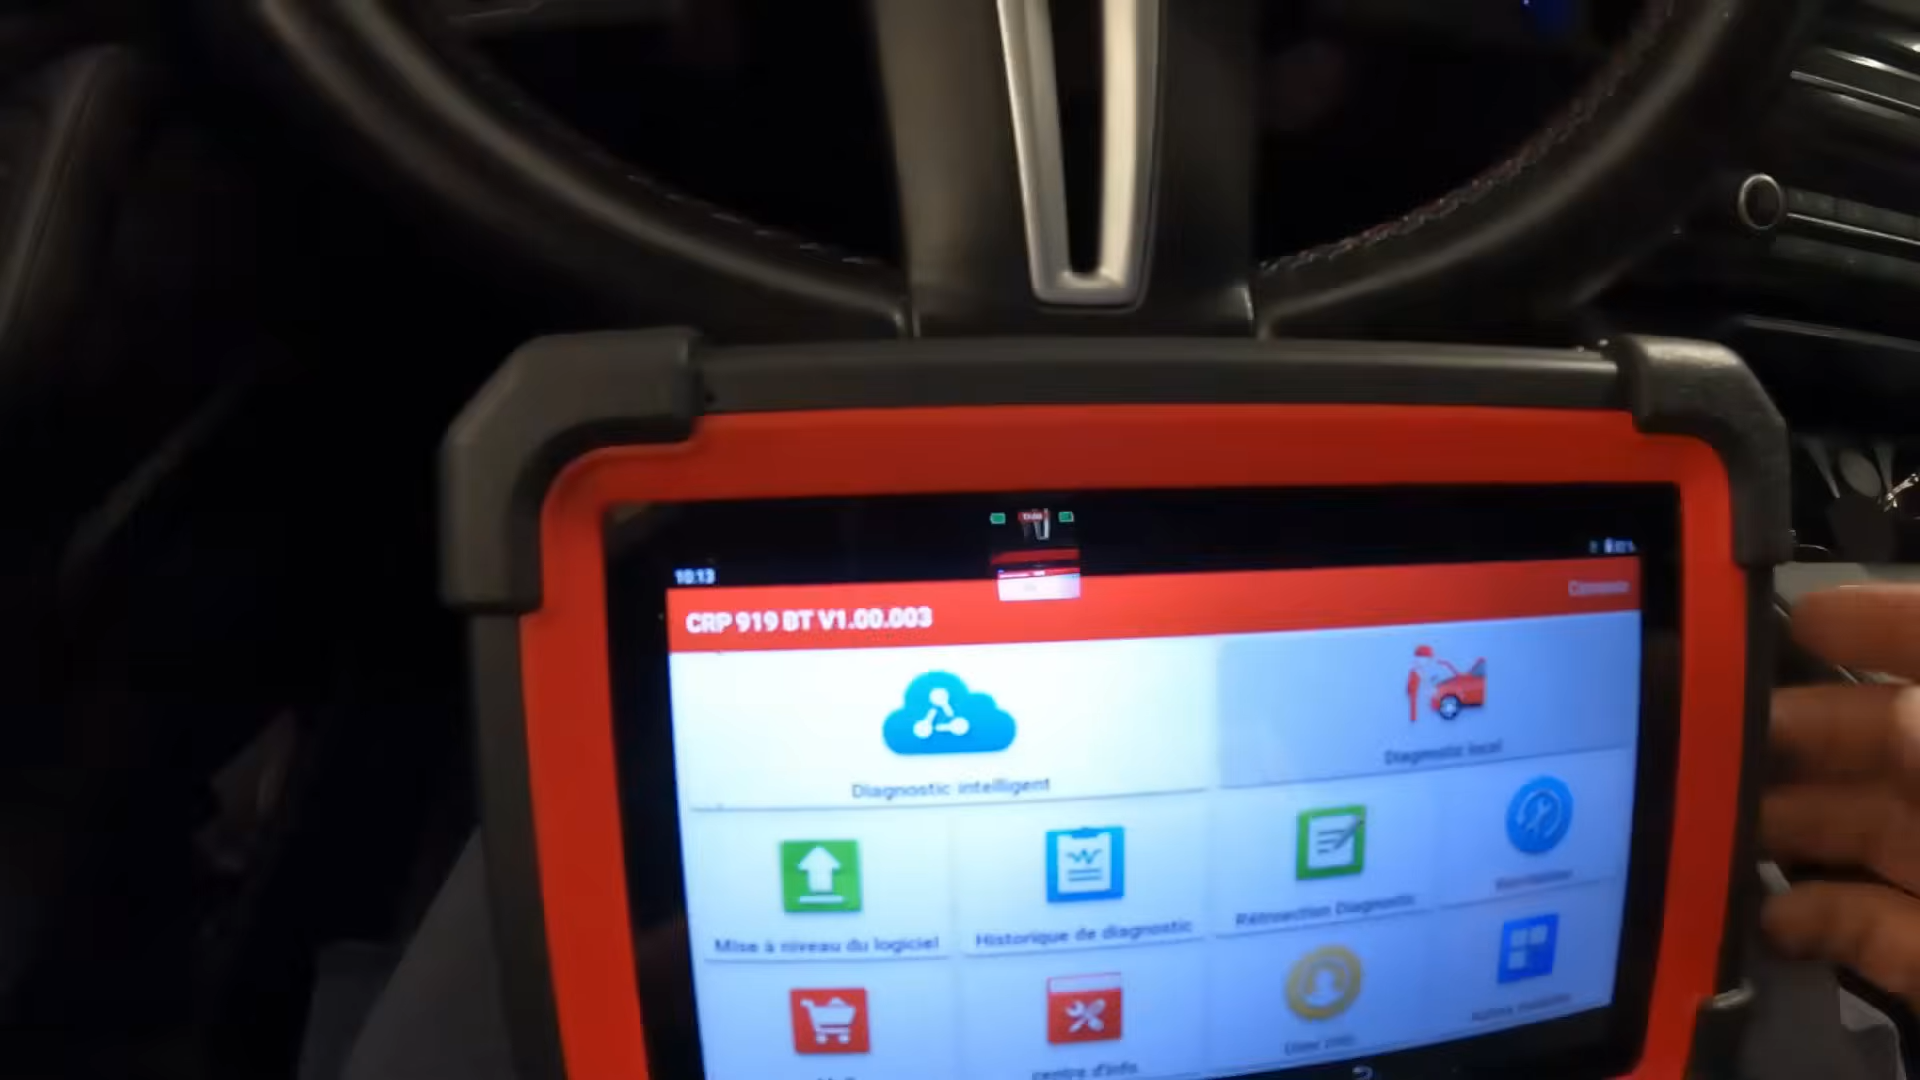 10:13
CRP 919 BT V1.00.003
Diagnostic intelligent
Diagnostic local
Mise à niveau du logiciel
Historique de diagnostic
Rétroaction Diagnostic
centre d'info